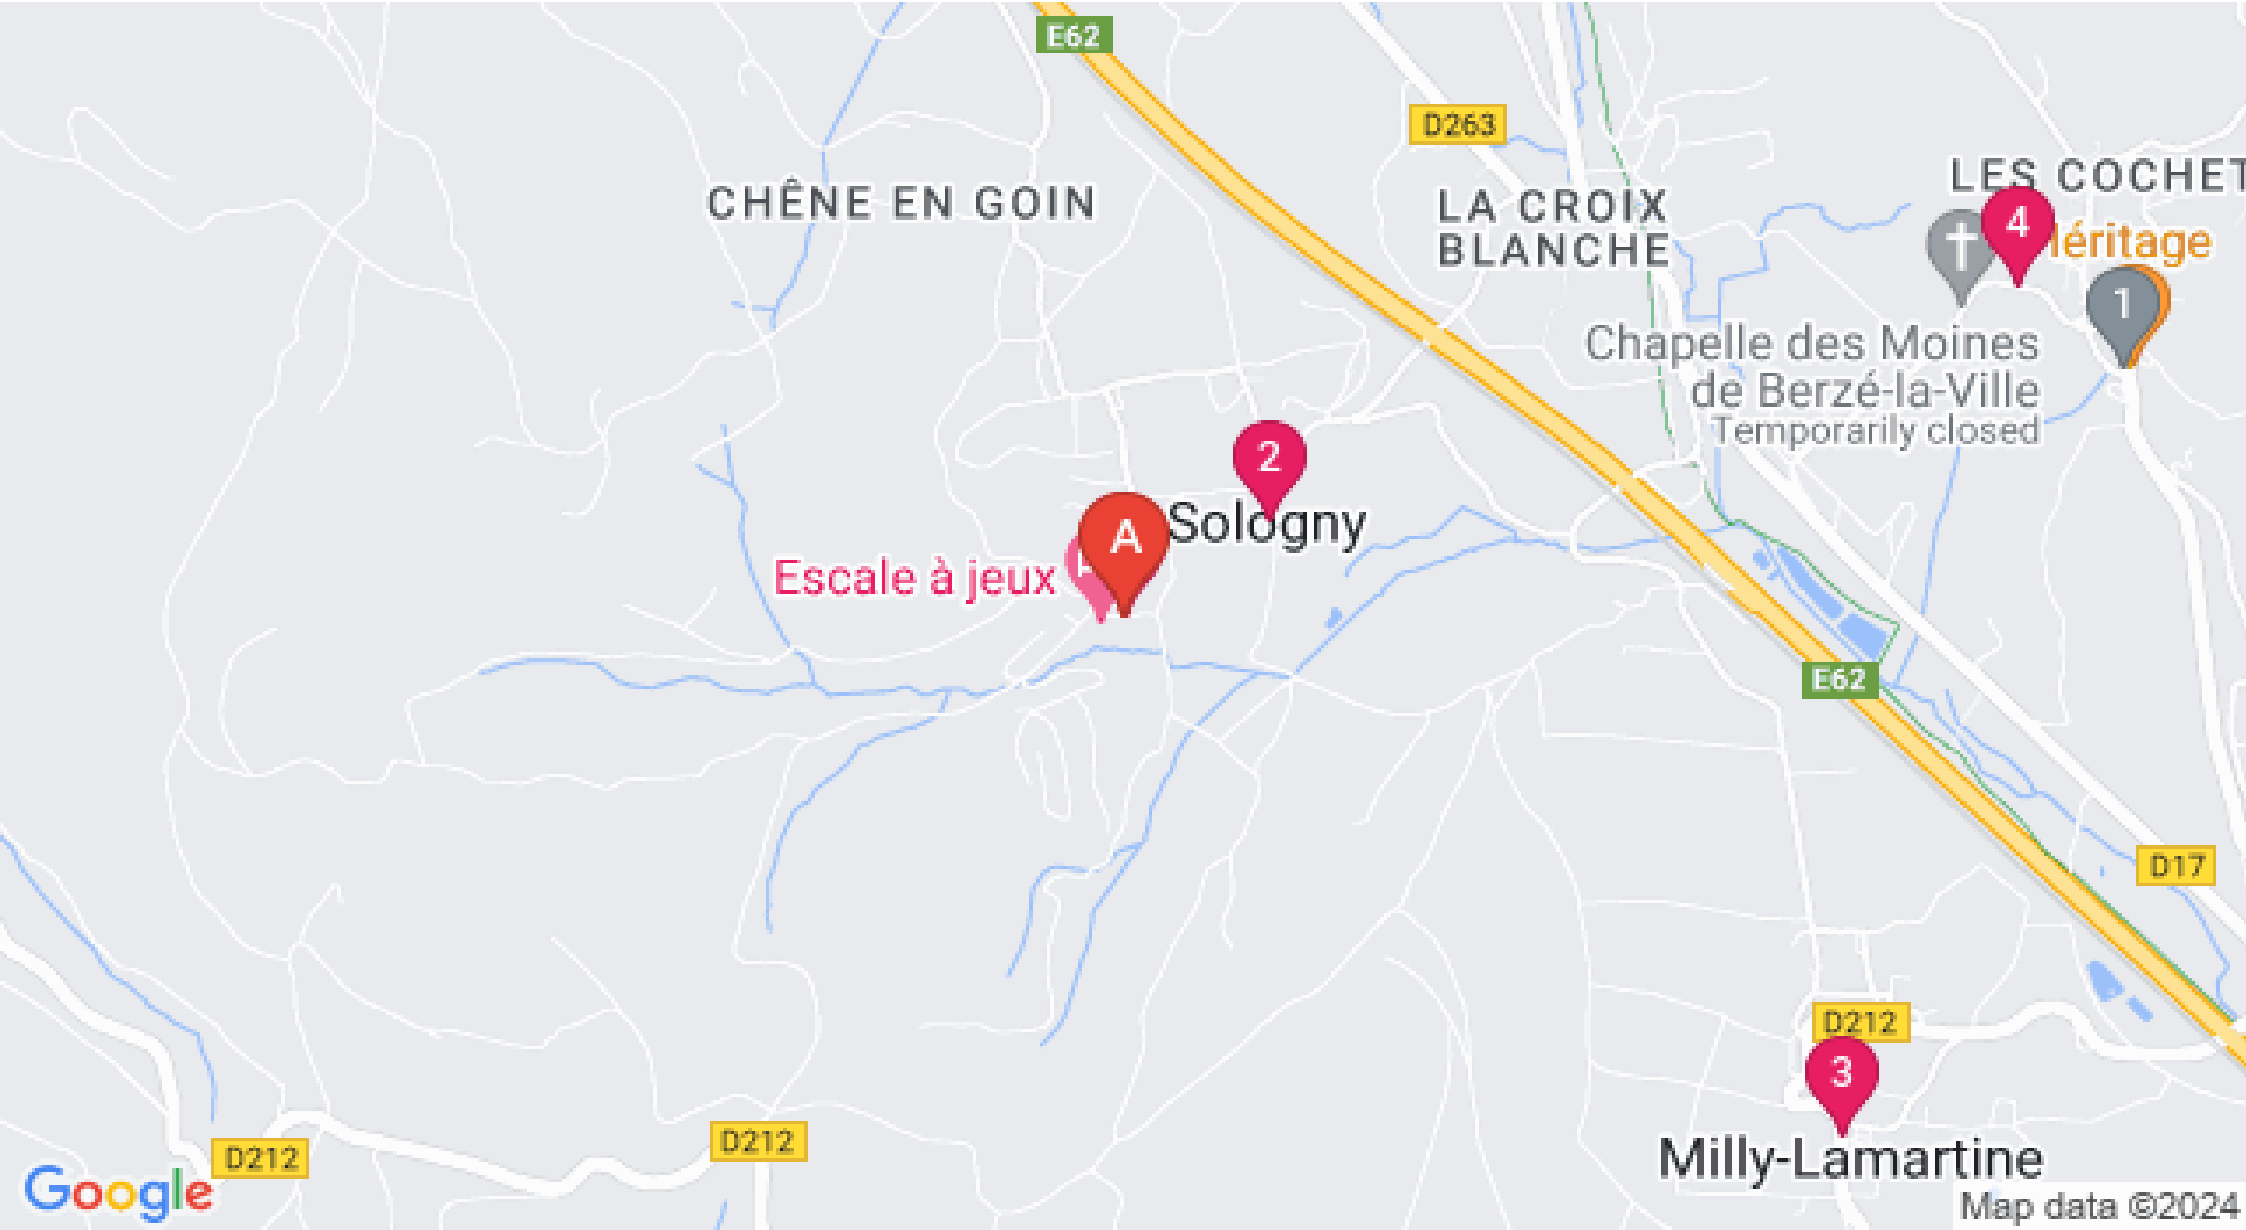 E62
D263
LES COCHET
CHÊNE EN GOIN
LA CROIX
BLANCHE
4
éritage
1
Chapelle des Moines
de Berzé-la-Ville
Temporarily closed
2
A
Sologny
Escale à jeux
E62
D17
D212
3
D212
D212
Milly-Lamartine
Google
Map data ©2024